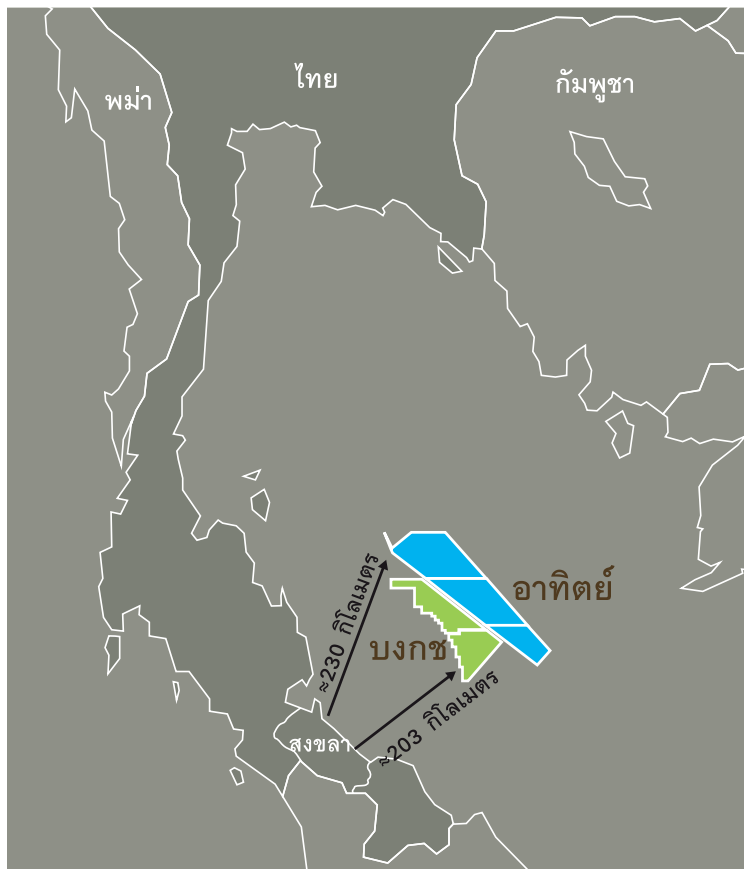 ไทย
พม่า
กัมพูชา
อาทิตย์
≈230 กิโลเมตร
บงกช
≈203 กิโลเมตร
สงขลา